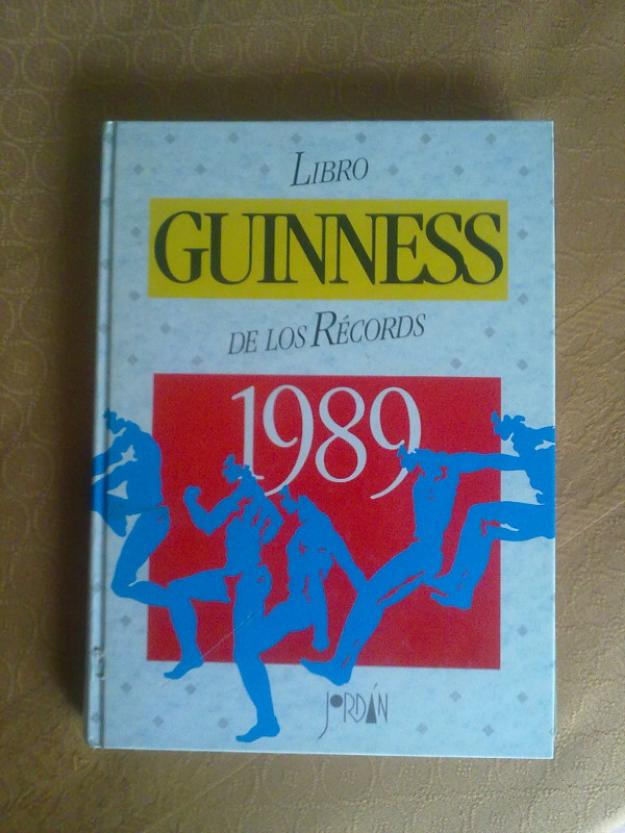 LIBRO
GUINNESS
DE LOS RÉCORDS
1989
JORDÁN